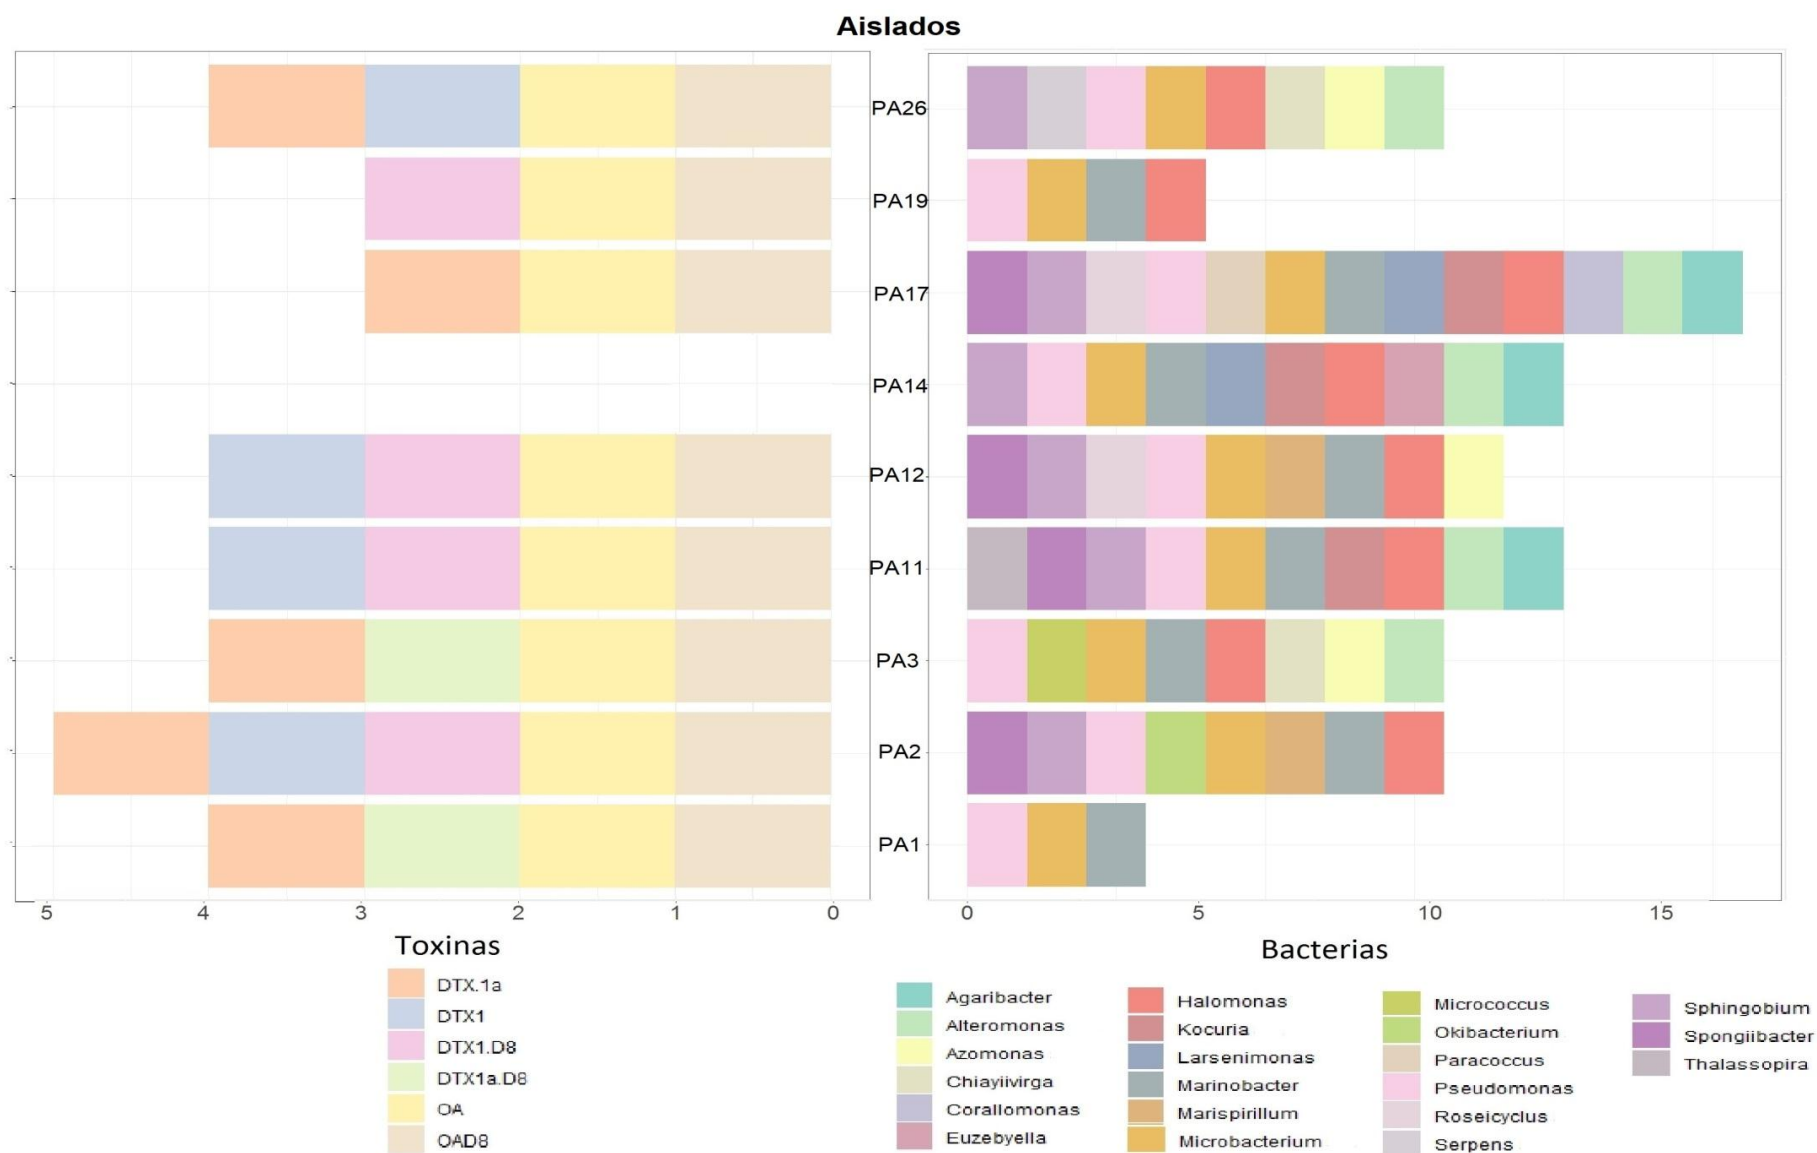 Aislados
PA26
PA19
PA17
PA14
PA12
PA11
PA3
PA2
PA1
5 4 3 2 1 0
0 5 10 15
Toxinas
DTX.1a
DTX1
DTX1.D8
DTX1a.D8
OA
OAD8
Bacterias
Agaribacter
Alteromonas
Azomonas
Chiayiivirga
Corallomonas
Euzebyella
Halomonas
Kocuria
Larsenimonas
Marinobacter
Marispirillum
Microbacterium
Micrococcus
Okibacterium
Paracoccus
Pseudomonas
Roseicyclus
Serpens
Sphingobium
Spongiibacter
Thalassopira